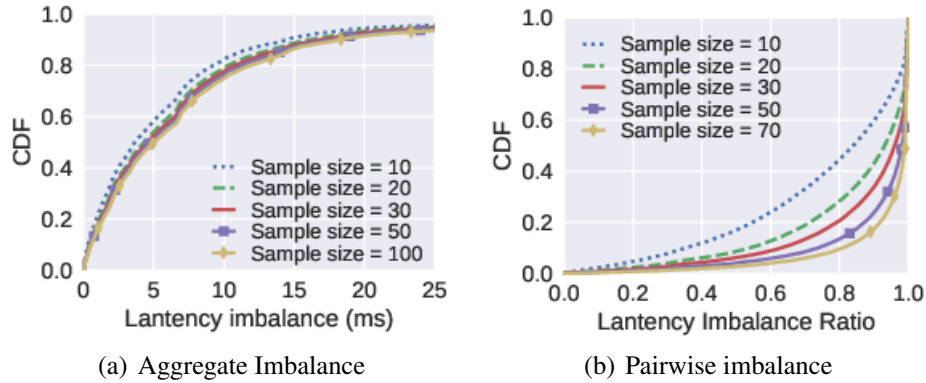 1.0
0.8
0.6
0.4
0.2
0.0
CDF
Sample size = 10
Sample size = 20
Sample size = 30
Sample size = 50
Sample size = 100
0 5 10 15 20 25
Lantency imbalance (ms)
(a) Aggregate Imbalance
1.0
0.8
0.6
0.4
0.2
0.0
CDF
Sample size = 10
Sample size = 20
Sample size = 30
Sample size = 50
Sample size = 70
0.0 0.2 0.4 0.6 0.8 1.0
Lantency Imbalance Ratio
(b) Pairwise imbalance